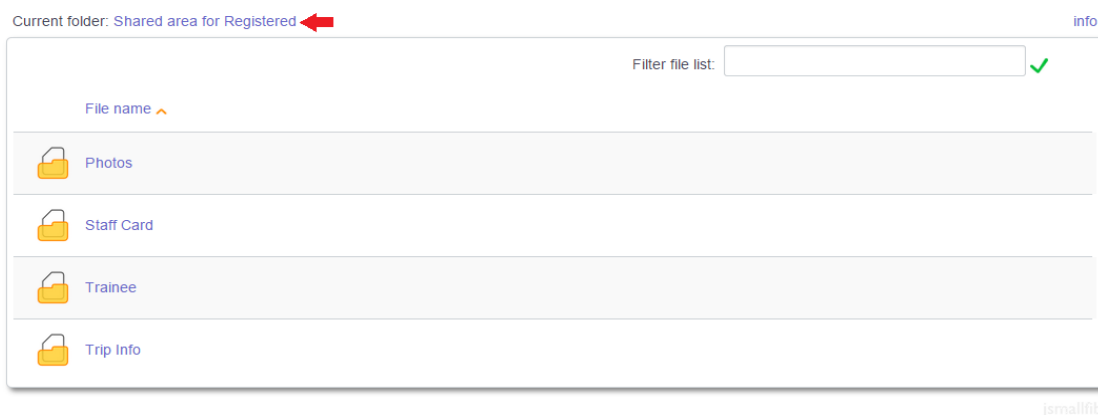 Current folder: Shared area for Registered
info
Filter file list:
File name
Photos
Staff Card
Trainee
Trip Info